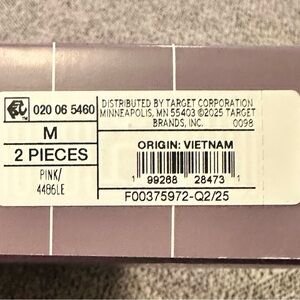 020 06 5460
M
2 PIECES
PINK/
4486LE
DISTRIBUTED BY TARGET CORPORATION
MINNEAPOLIS, MN 55403 ©2025 TARGET
BRANDS, INC. 0098
ORIGIN: VIETNAM
1 99268 28473 1
F00375972-Q2/25